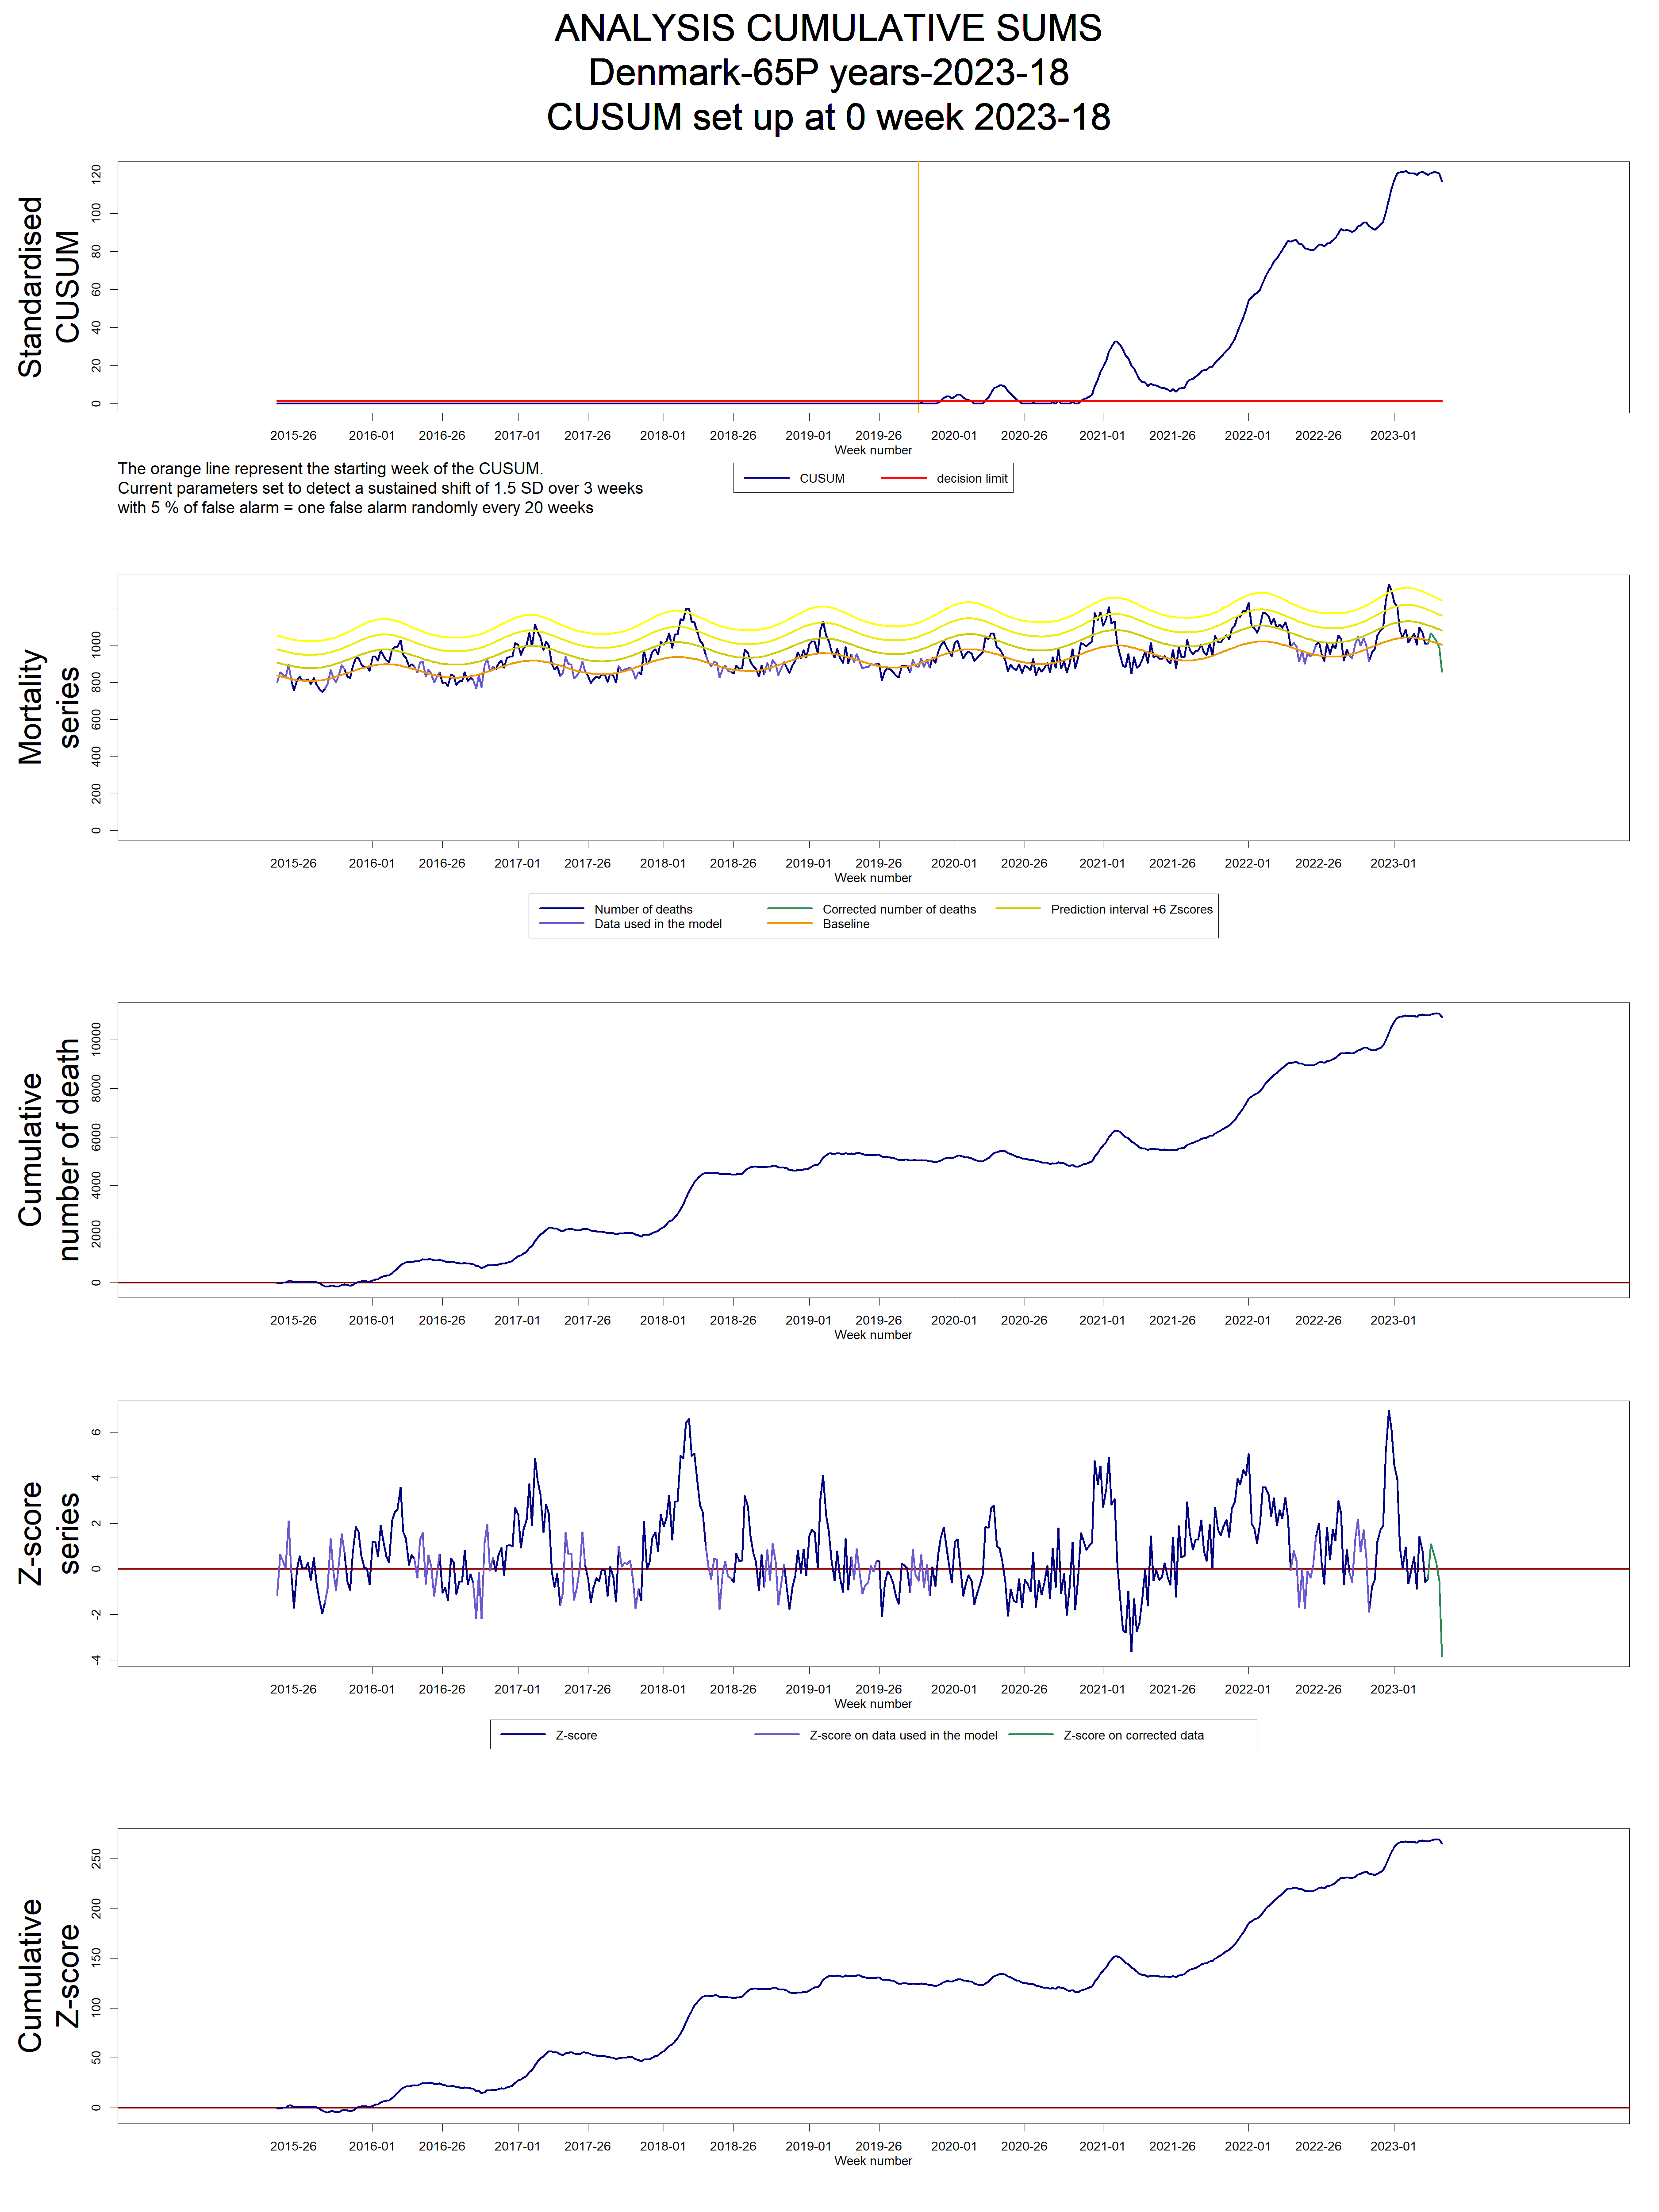 ANALYSIS CUMULATIVE SUMS
Denmark-65P years-2023-18
CUSUM set up at 0 week 2023-18
Standardised
CUSUM
0 20 40 60 80 100 120
2015-26 2016-01 2016-26 2017-01 2017-26 2018-01 2018-26 2019-01 2019-26 2020-01 2020-26 2021-01 2021-26 2022-01 2022-26 2023-01
Week number
The orange line represent the starting week of the CUSUM.
Current parameters set to detect a sustained shift of 1.5 SD over 3 weeks
with 5 % of false alarm = one false alarm randomly every 20 weeks
CUSUM decision limit
Mortality
series
0 200 400 600 800 1000
2015-26 2016-01 2016-26 2017-01 2017-26 2018-01 2018-26 2019-01 2019-26 2020-01 2020-26 2021-01 2021-26 2022-01 2022-26 2023-01
Week number
Number of deaths Corrected number of deaths Prediction interval +6 Zscores
Data used in the model Baseline
Cumulative
number of death
0 2000 4000 6000 8000 10000
2015-26 2016-01 2016-26 2017-01 2017-26 2018-01 2018-26 2019-01 2019-26 2020-01 2020-26 2021-01 2021-26 2022-01 2022-26 2023-01
Week number
Z-score
series
-4 -2 0 2 4 6
2015-26 2016-01 2016-26 2017-01 2017-26 2018-01 2018-26 2019-01 2019-26 2020-01 2020-26 2021-01 2021-26 2022-01 2022-26 2023-01
Week number
Z-score Z-score on data used in the model Z-score on corrected data
Cumulative
Z-score
0 50 100 150 200 250
2015-26 2016-01 2016-26 2017-01 2017-26 2018-01 2018-26 2019-01 2019-26 2020-01 2020-26 2021-01 2021-26 2022-01 2022-26 2023-01
Week number